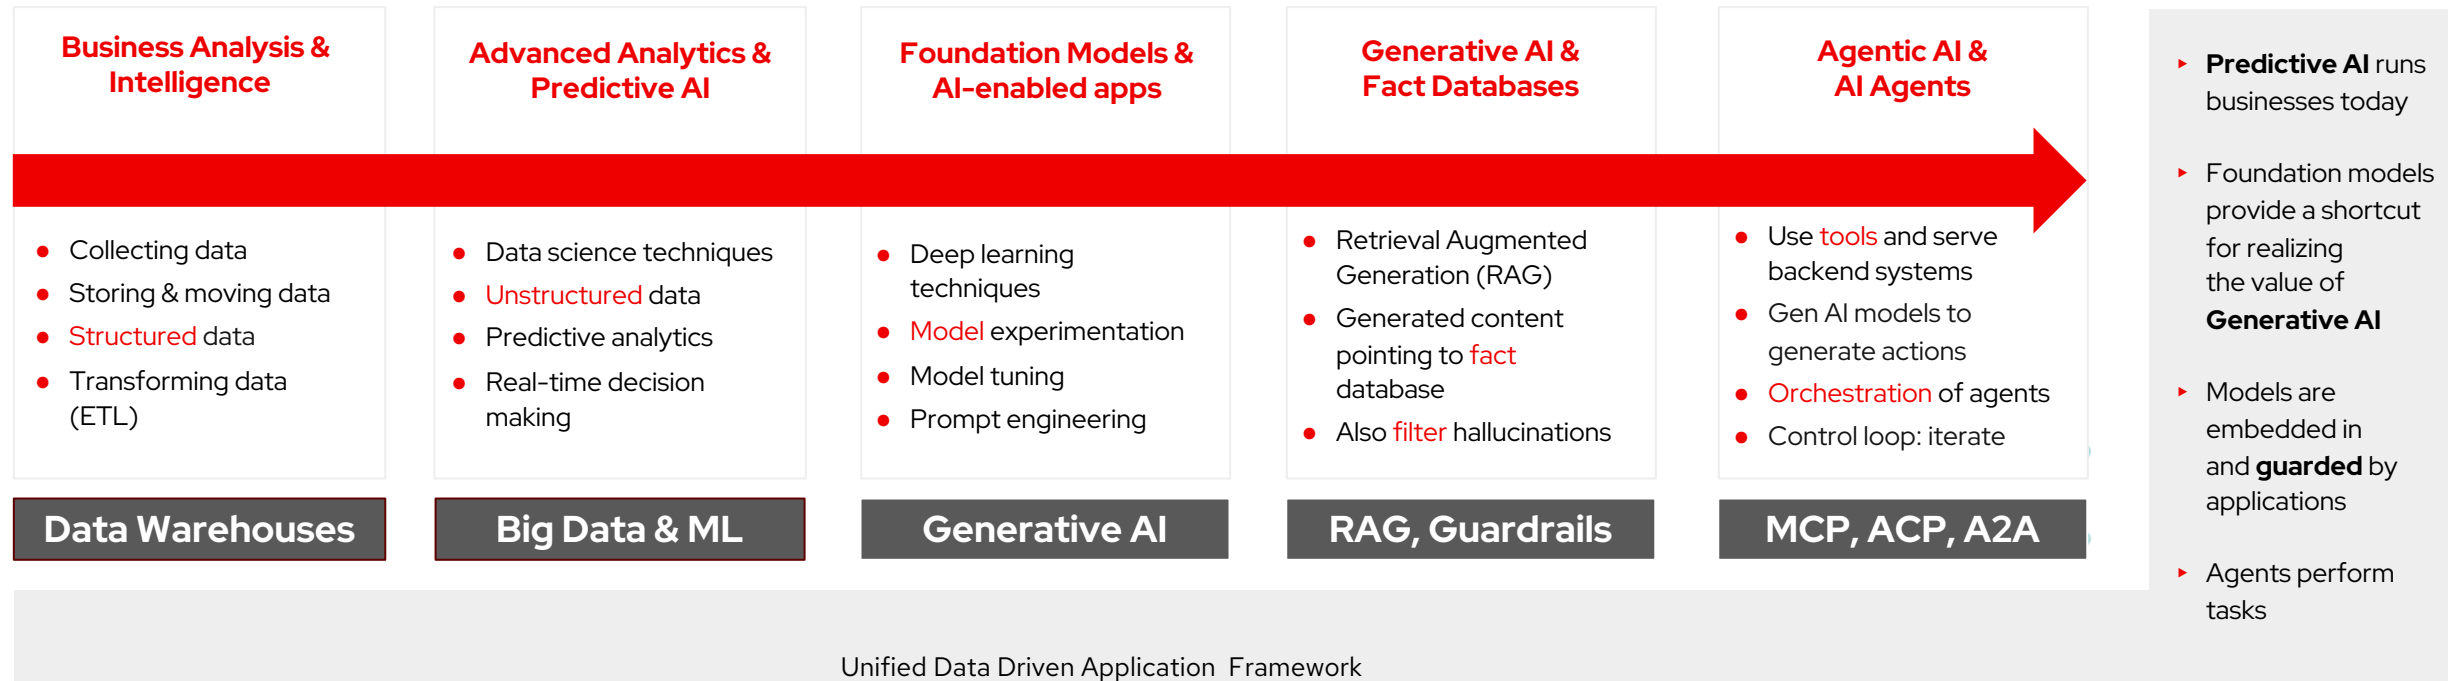 Business Analysis &
Intelligence
● Collecting data
● Storing & moving data
● Structured data
● Transforming data
(ETL)
Data Warehouses
Advanced Analytics &
Predictive AI
● Data science techniques
● Unstructured data
● Predictive analytics
● Real-time decision
making
Big Data & ML
Foundation Models &
AI-enabled apps
● Deep learning
techniques
● Model experimentation
● Model tuning
● Prompt engineering
Generative AI
Generative AI &
Fact Databases
● Retrieval Augmented
Generation (RAG)
● Generated content
pointing to fact
database
● Also filter hallucinations
RAG, Guardrails
Agentic AI &
AI Agents
● Use tools and serve
backend systems
● Gen AI models to
generate actions
● Orchestration of agents
● Control loop: iterate
MCP, ACP, A2A
▸ Predictive AI runs
businesses today
▸ Foundation models
provide a shortcut
for realizing
the value of
Generative AI
▸ Models are
embedded in
and guarded by
applications
▸ Agents perform
tasks
Unified Data Driven Application Framework